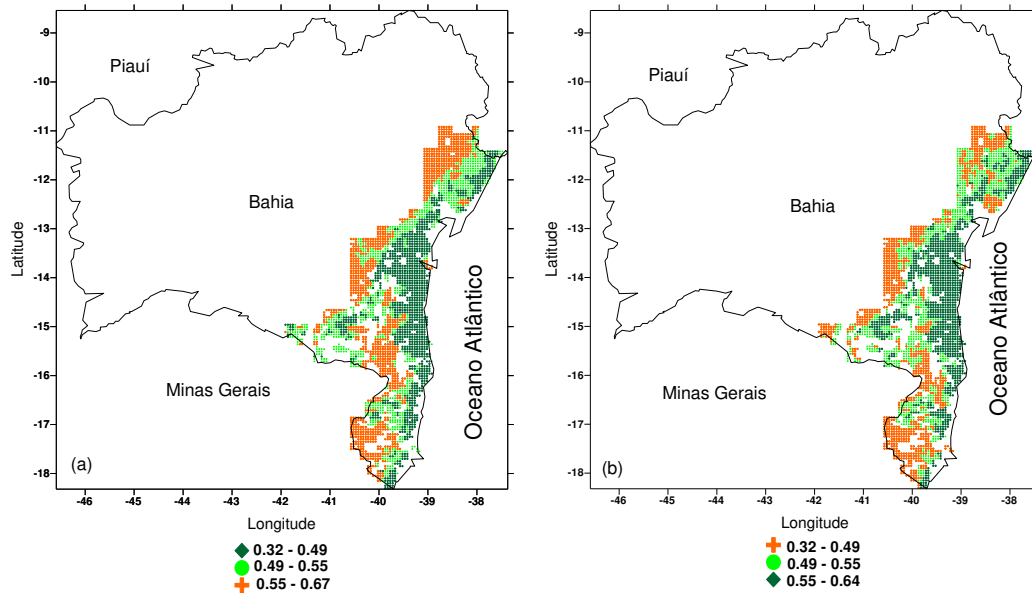 -9
-10
-11
-12
-13
-14
-15
-16
-17
-18
Latitude
Piauí
Bahia
Minas Gerais
Oceano Atlântico
(a)
-46 -45 -44 -43 -42 -41 -40 -39 -38
Longitude
0.32 - 0.49
0.49 - 0.55
0.55 - 0.67
-9
-10
-11
-12
-13
-14
-15
-16
-17
-18
Latitude
Piauí
Bahia
Minas Gerais
Oceano Atlântico
(b)
-46 -45 -44 -43 -42 -41 -40 -39 -38
Longitude
0.32 - 0.49
0.49 - 0.55
0.55 - 0.64